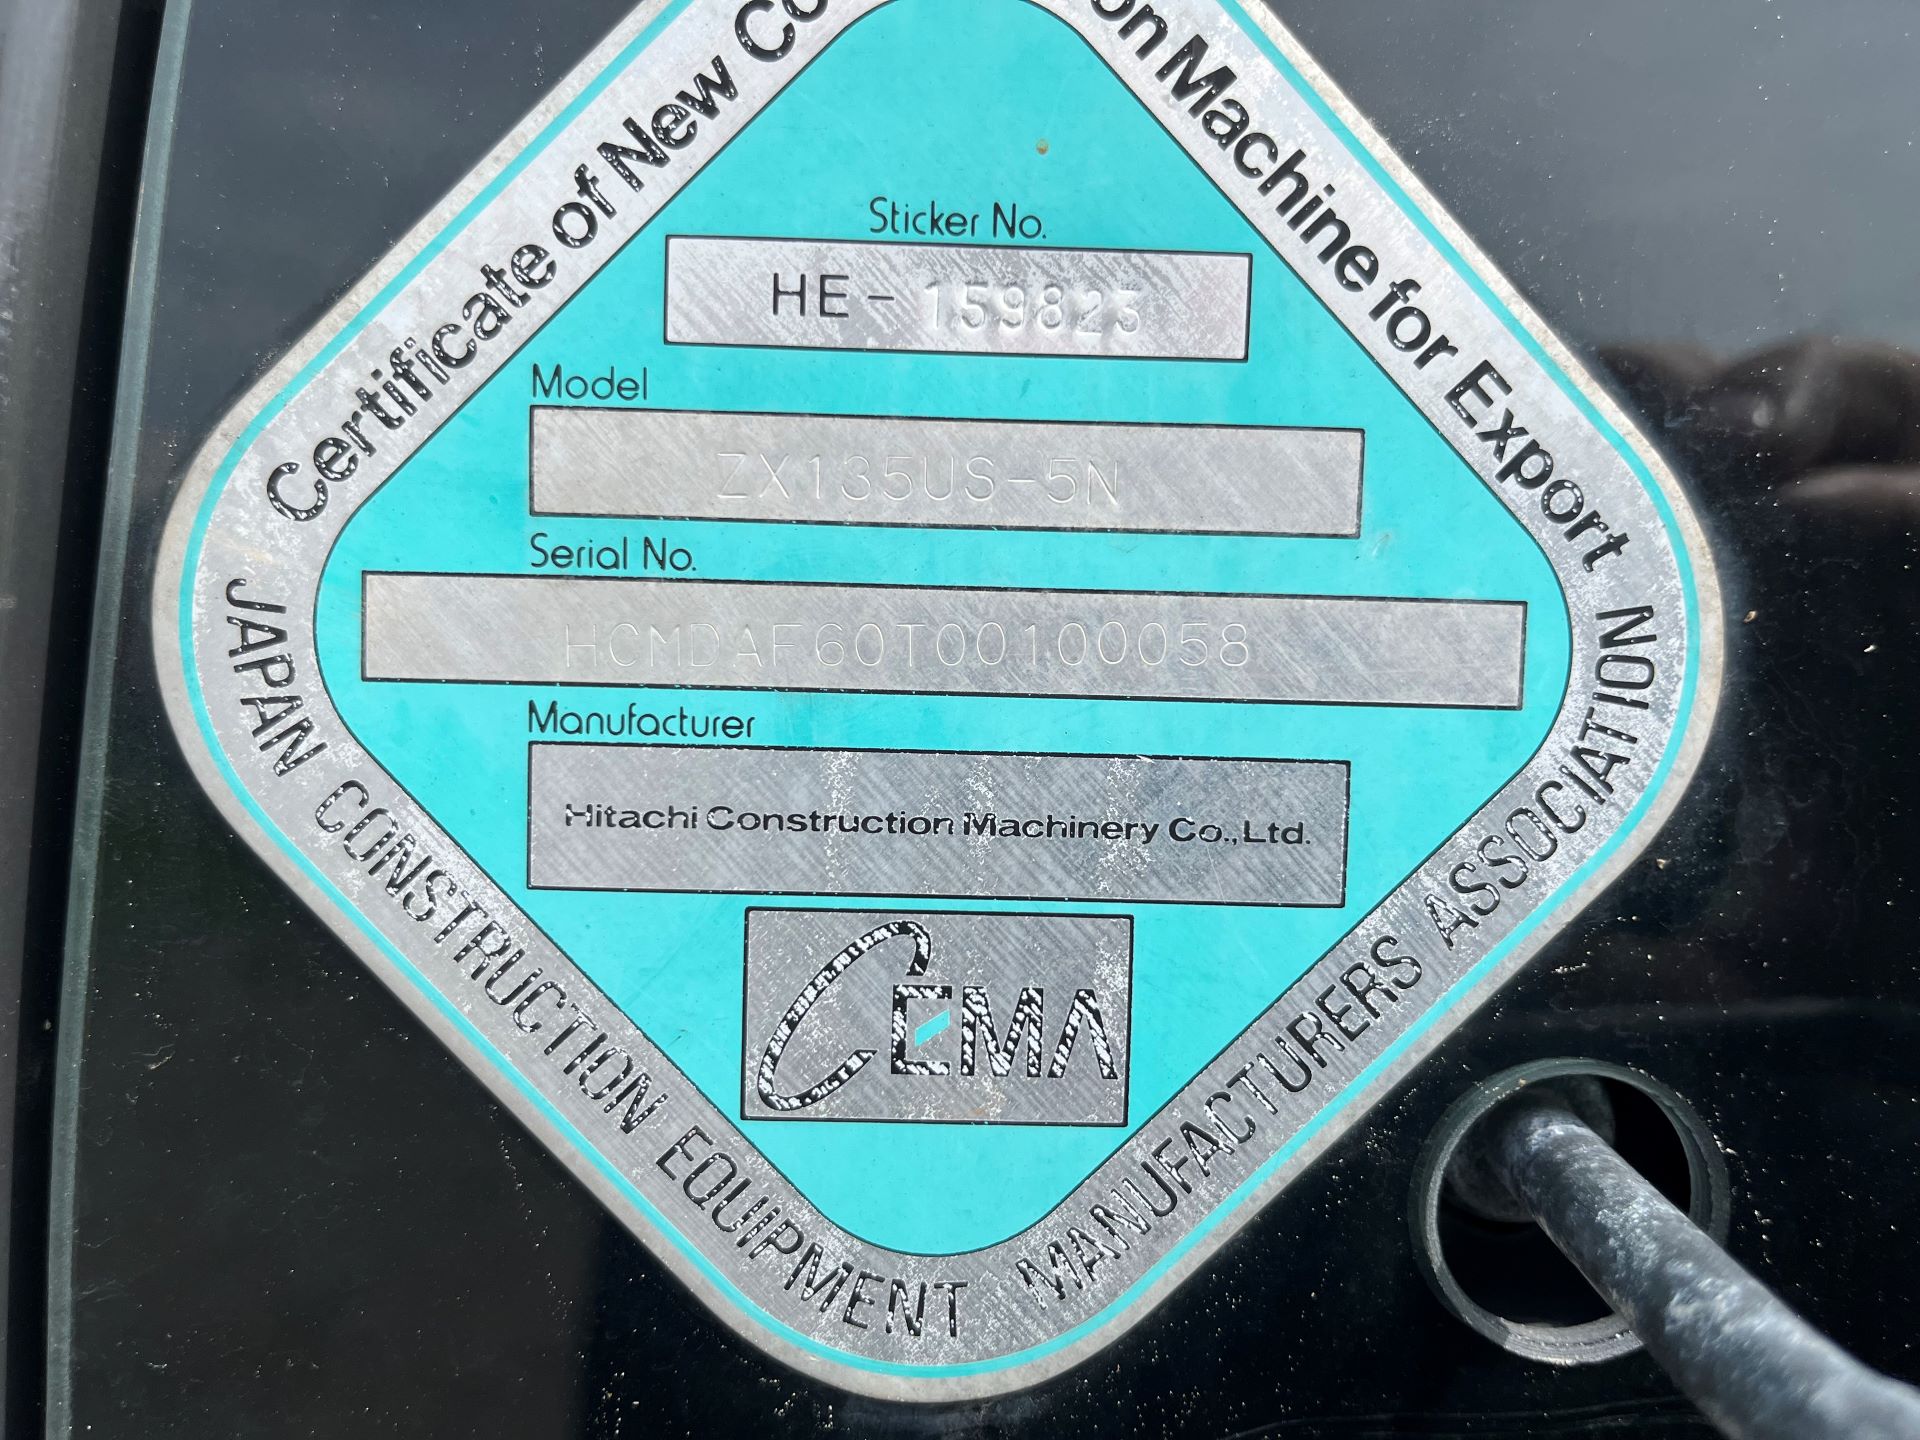 Certificate of New Co
on Machine for Export
Sticker No.
HE-159823
Model
ZX135US-5N
Serial No.
HCMDAF60T00100058
Manufacturer
Hitachi Construction Machinery Co.,Ltd.
CEMA
JAPAN CONSTRUCTION EQUIPMENT MANUFACTURERS ASSOCIATION